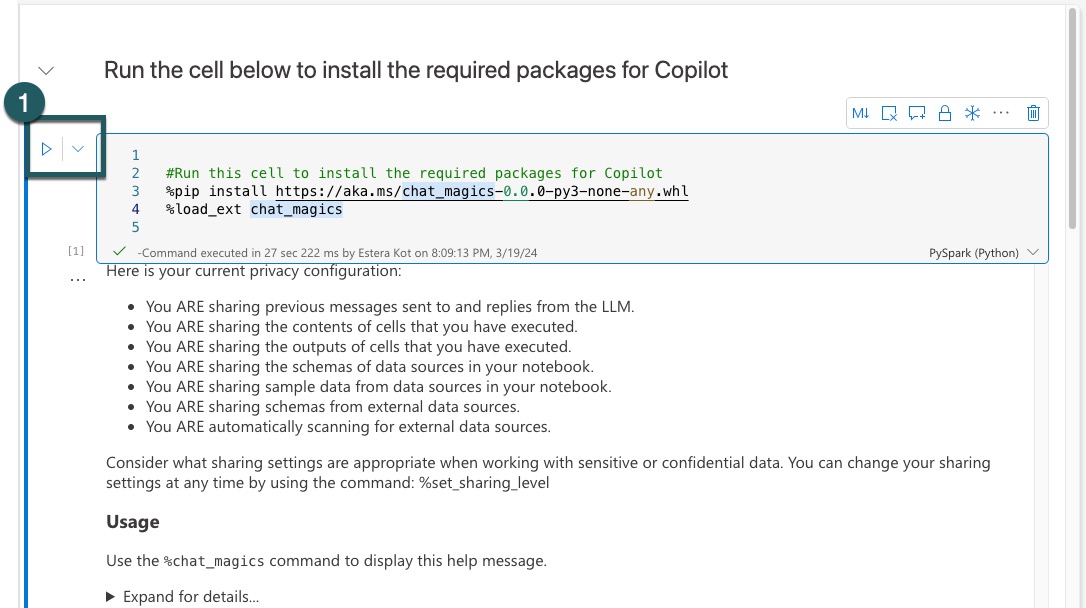 Run the cell below to install the required packages for Copilot
1
M↓ ...
1
2 #Run this cell to install the required packages for Copilot
3 %pip install https://aka.ms/chat_magics-0.0.0-py3-none-any.whl
4 %load_ext chat_magics
5
[1] -Command executed in 27 sec 222 ms by Estera Kot on 8:09:13 PM, 3/19/24 PySpark (Python)
... Here is your current privacy configuration:
• You ARE sharing previous messages sent to and replies from the LLM.
• You ARE sharing the contents of cells that you have executed.
• You ARE sharing the outputs of cells that you have executed.
• You ARE sharing the schemas of data sources in your notebook.
• You ARE sharing sample data from data sources in your notebook.
• You ARE sharing schemas from external data sources.
• You ARE automatically scanning for external data sources.
Consider what sharing settings are appropriate when working with sensitive or confidential data. You can change your sharing
settings at any time by using the command: %set_sharing_level
Usage
Use the %chat_magics command to display this help message.
▶ Expand for details...